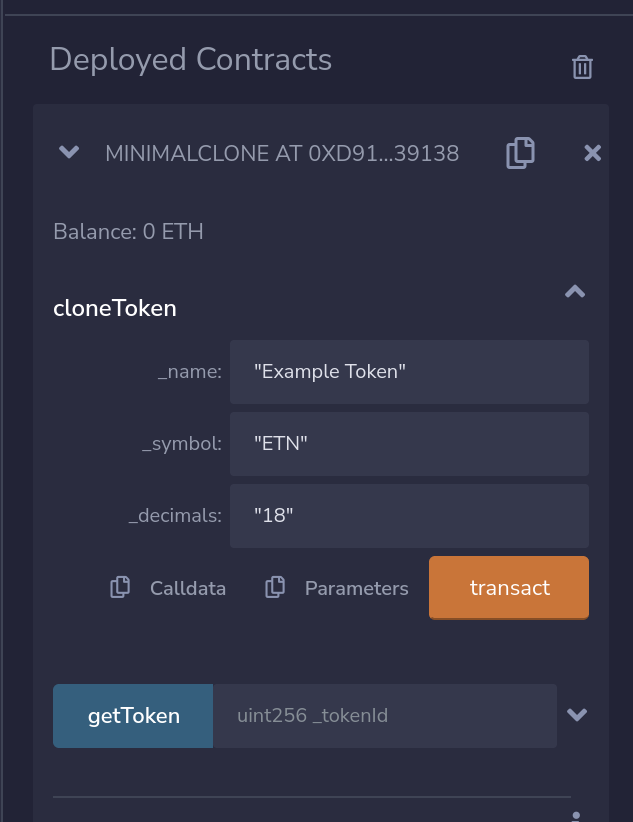 Deployed Contracts
MINIMALCLONE AT 0XD91...39138
Balance: 0 ETH
cloneToken
_name: "Example Token"
_symbol: "ETN"
_decimals: "18"
Calldata Parameters transact
getToken uint256 _tokenId